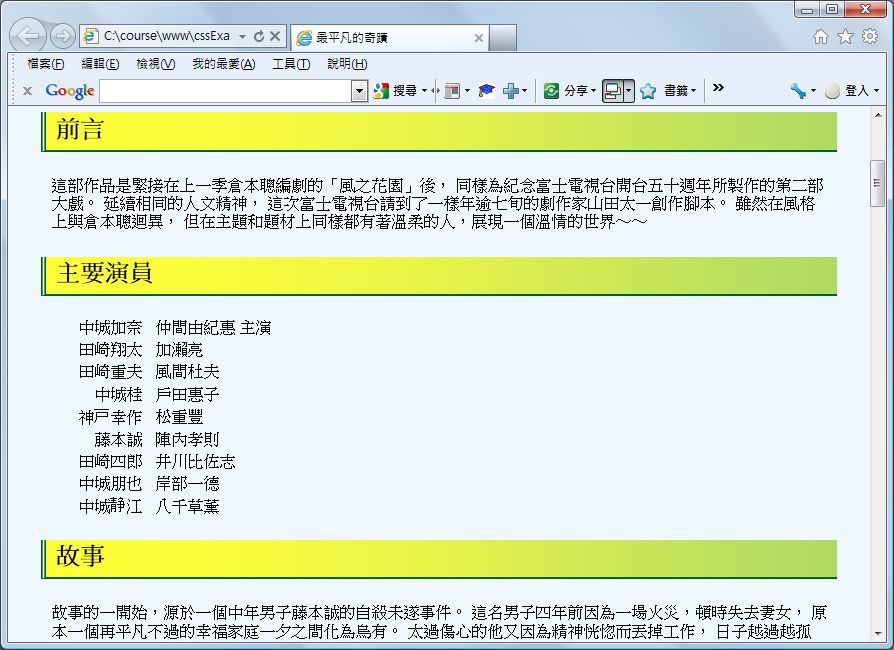 C:\course\www\cssExa
最平凡的奇蹟
檔案(F) 編輯(E) 檢視(V) 我的最愛(A) 工具(T) 說明(H)
x Google 搜尋 分享 書籤 » 登入
前言
這部作品是緊接在上一季倉本聰編劇的「風之花園」後， 同樣為紀念富士電視台開台五十週年所製作的第二部
大戲。 延續相同的人文精神， 這次富士電視台請到了一樣年逾七旬的劇作家山田太一創作腳本。 雖然在風格
上與倉本聰迥異， 但在主題和題材上同樣都有著溫柔的人，展現一個溫情的世界～～
主要演員
中城加奈 仲間由紀惠 主演
田崎翔太 加瀨亮
田崎重夫 風間杜夫
中城桂 戶田惠子
神戸幸作 松重豐
藤本誠 陣內孝則
田崎四郎 井川比佐志
中城朋也 岸部一德
中城静江 八千草薰
故事
故事的一開始，源於一個中年男子藤本誠的自殺未遂事件。 這名男子四年前因為一場火災，頓時失去妻女， 原
本一個再平凡不過的幸福家庭一夕之間化為烏有。 太過傷心的他又因為精神恍惚而丟掉工作， 日子越過越孤